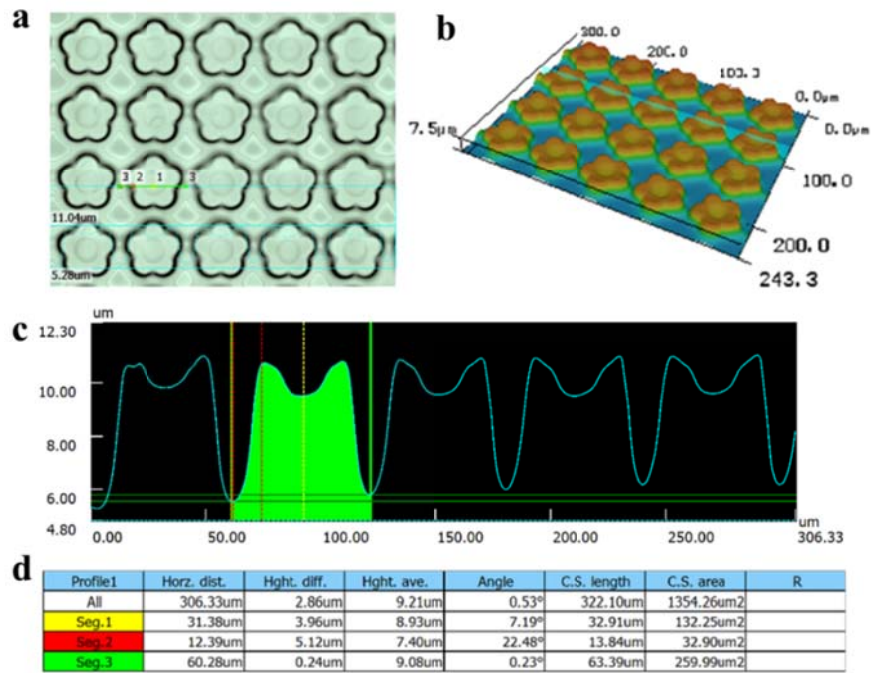 a
3 2 1 3
11.04um
5.28um
b
200.0
200.0
103.3
0.0μm
0.0μm
7.5μm
100.0
200.0
243.3
c
um
12.30
10.00
8.00
6.00
4.80
um
0.00 50.00 100.00 150.00 200.00 250.00 306.33
d
Profile1 Horz. dist. Hght. diff. Hght. ave. Angle C.S. length C.S. area R
All 306.33um 2.86um 9.21um 0.53° 322.10um 1354.26um2
Seg.1 31.38um 3.96um 8.93um 7.19° 32.91um 132.25um2
Seg.2 12.39um 5.12um 7.40um 22.48° 13.84um 32.90um2
Seg.3 60.28um 0.24um 9.08um 0.23° 63.39um 259.99um2